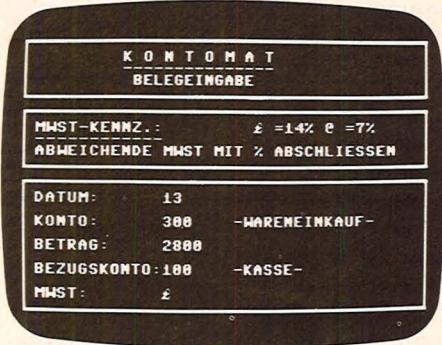 K O N T O M A T
BELEGEINGABE
MWST-KENNZ.: £ =14% @ =7%
ABWEICHENDE MWST MIT % ABSCHLIESSEN
DATUM: 13
KONTO: 300 -WARENEINKAUF-
BETRAG: 2800
BEZUGSKONTO:100 -KASSE-
MWST: £